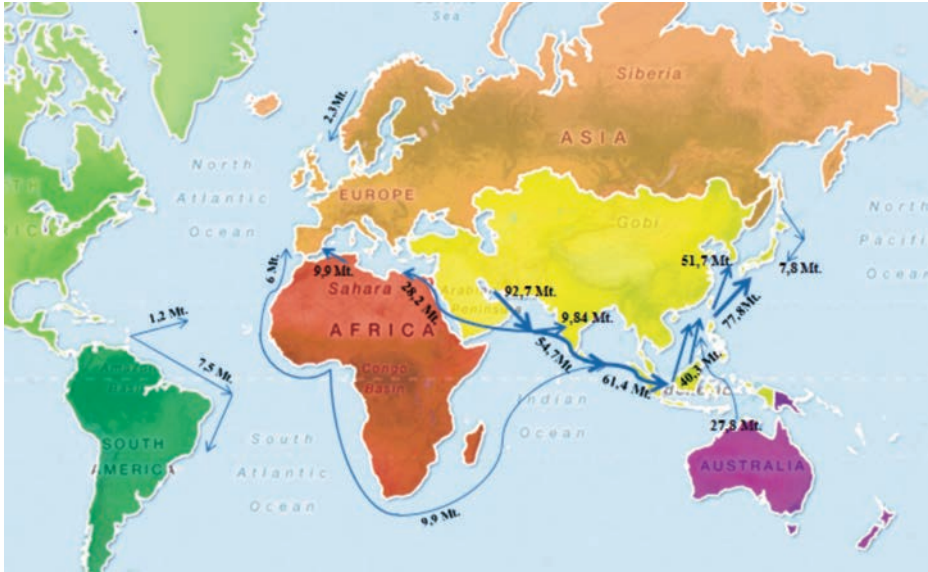 Sea
Siberia
2,3 Mt.
ASIA
North
Atlantic
Ocean
EUROPE
Gobi
North
Pacific
Ocean
6 Mt.
9,9 Mt.
Sahara
28,2 Mt.
AFRICA
92,7 Mt.
51,7 Mt.
7,8 Mt.
77,8Mt.
9,84 Mt.
54,7Mt.
61,4 Mt.
40,3 Mt.
1,2 Mt.
7,5 Mt.
Amazon
Basin
Congo
Basin
Indian
Ocean
27,8 Mt.
SOUTH
AMERICA
South
Atlantic
Ocean
AUSTRALIA
9,9 Mt.